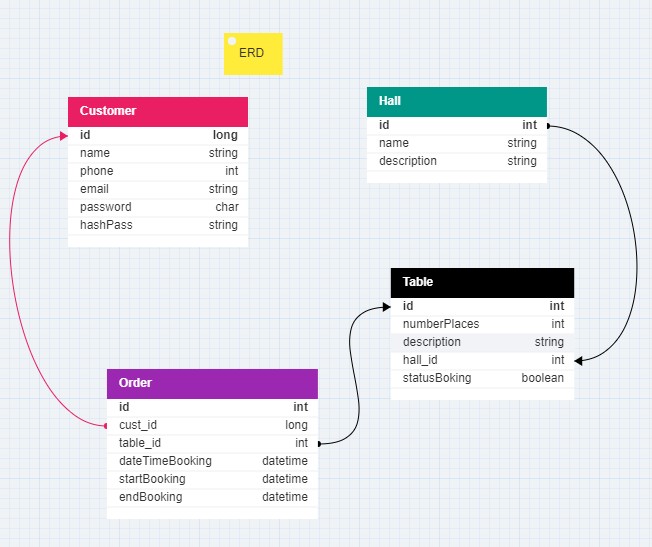 ERD
Customer
id long
name string
phone int
email string
password char
hashPass string
Hall
id int
name string
description string
Table
id int
numberPlaces int
description string
hall_id int
statusBoking boolean
Order
id int
cust_id long
table_id int
dateTimeBooking datetime
startBooking datetime
endBooking datetime